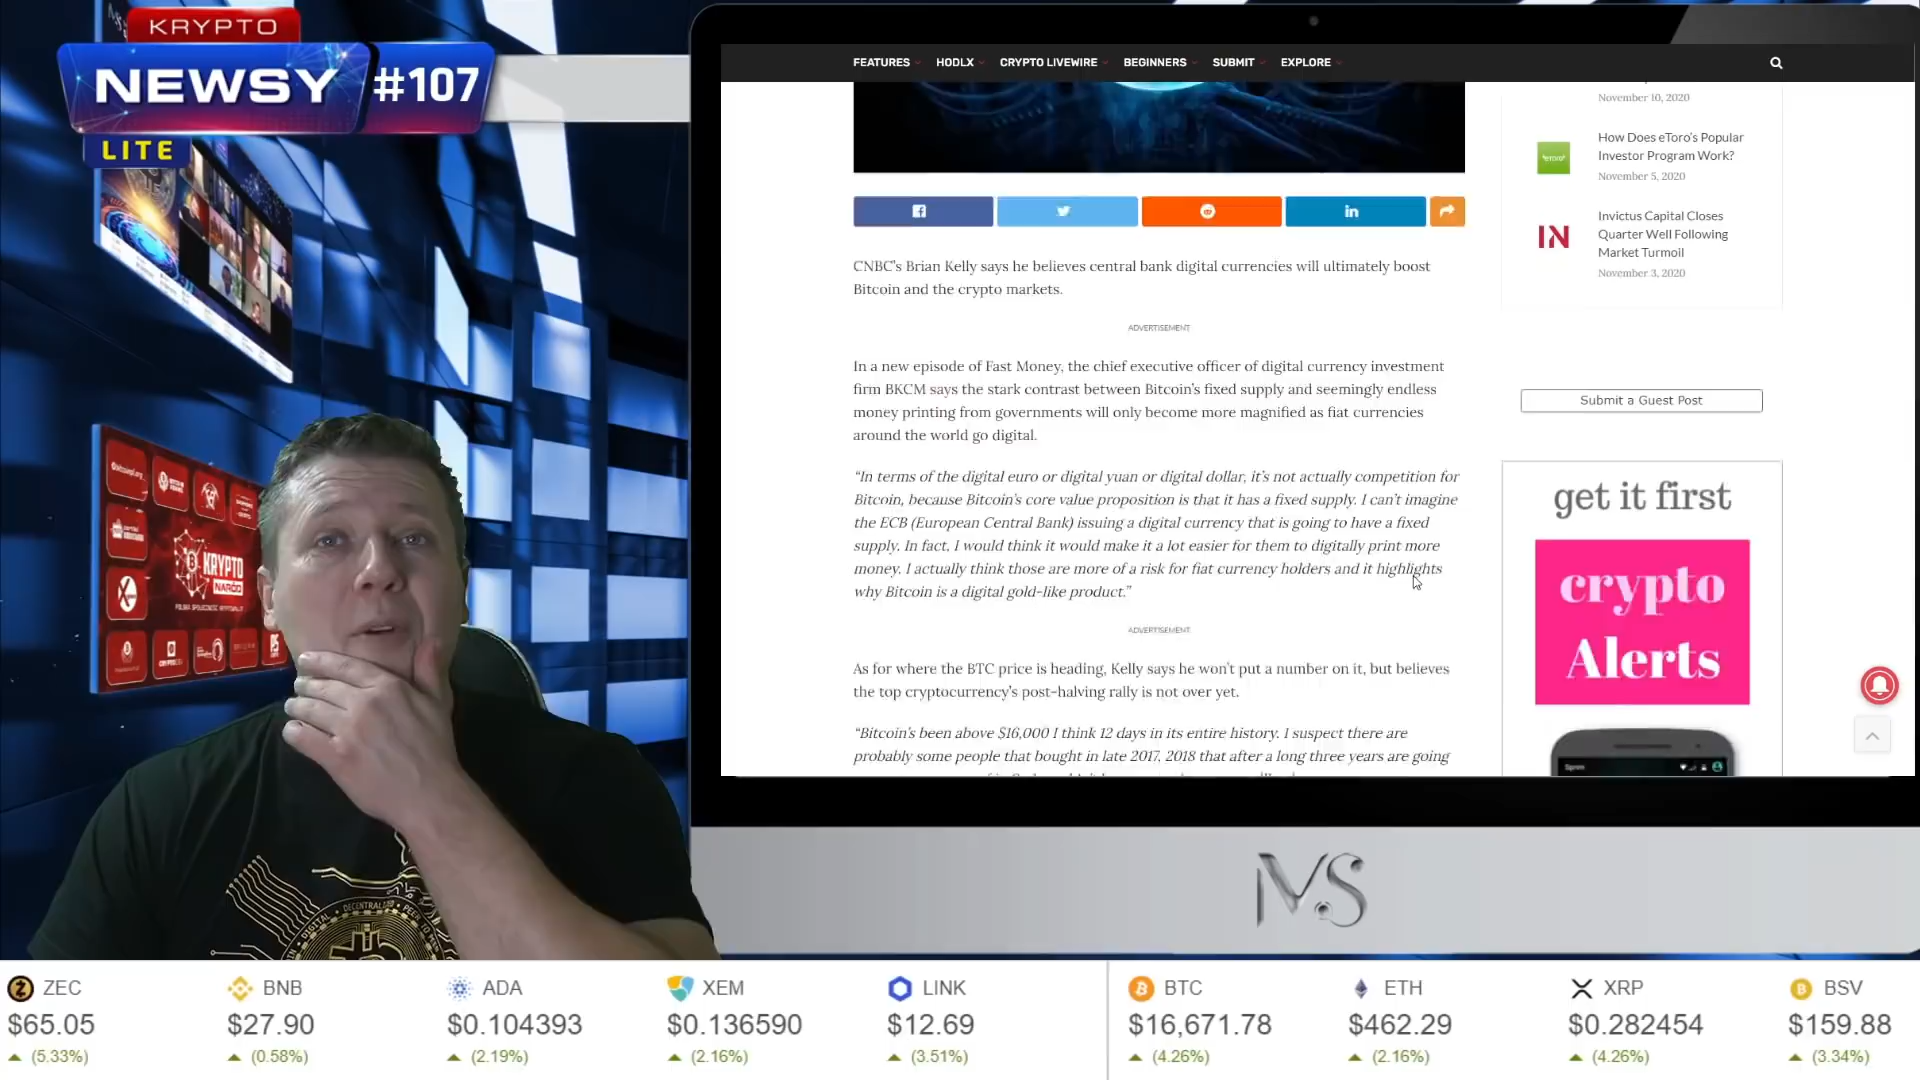 KRYPTO
NEWSY #107
LITE
KRYPTO
NARÓD
POLSKA SPOŁECZNOŚĆ KRYPTOWALUT
DIGITAL · DECENTRALIZED · PEER TO
FEATURES HODLX CRYPTO LIVEWIRE BEGINNERS SUBMIT EXPLORE
November 10, 2020
eToro
How Does eToro's Popular
Investor Program Work?
November 5, 2020
IN
Invictus Capital Closes
Quarter Well Following
Market Turmoil
November 3, 2020
CNBC's Brian Kelly says he believes central bank digital currencies will ultimately boost
Bitcoin and the crypto markets.
ADVERTISEMENT
In a new episode of Fast Money, the chief executive officer of digital currency investment
firm BKCM says the stark contrast between Bitcoin's fixed supply and seemingly endless
money printing from governments will only become more magnified as fiat currencies
around the world go digital.
“In terms of the digital euro or digital yuan or digital dollar, it's not actually competition for
Bitcoin, because Bitcoin's core value proposition is that it has a fixed supply. I can't imagine
the ECB (European Central Bank) issuing a digital currency that is going to have a fixed
supply. In fact, I would think it would make it a lot easier for them to digitally print more
money. I actually think those are more of a risk for fiat currency holders and it highlights
why Bitcoin is a digital gold-like product.”
ADVERTISEMENT
As for where the BTC price is heading, Kelly says he won't put a number on it, but believes
the top cryptocurrency's post-halving rally is not over yet.
“Bitcoin's been above $16,000 I think 12 days in its entire history. I suspect there are
probably some people that bought in late 2017, 2018 that after a long three years are going
Submit a Guest Post
get it first
crypto
Alerts
MS
ZEC BNB ADA XEM LINK BTC ETH XRP BSV
$65.05 $27.90 $0.104393 $0.136590 $12.69 $16,671.78 $462.29 $0.282454 $159.88
(5.33%) (0.58%) (2.19%) (2.16%) (3.51%) (4.26%) (2.16%) (4.26%) (3.34%)